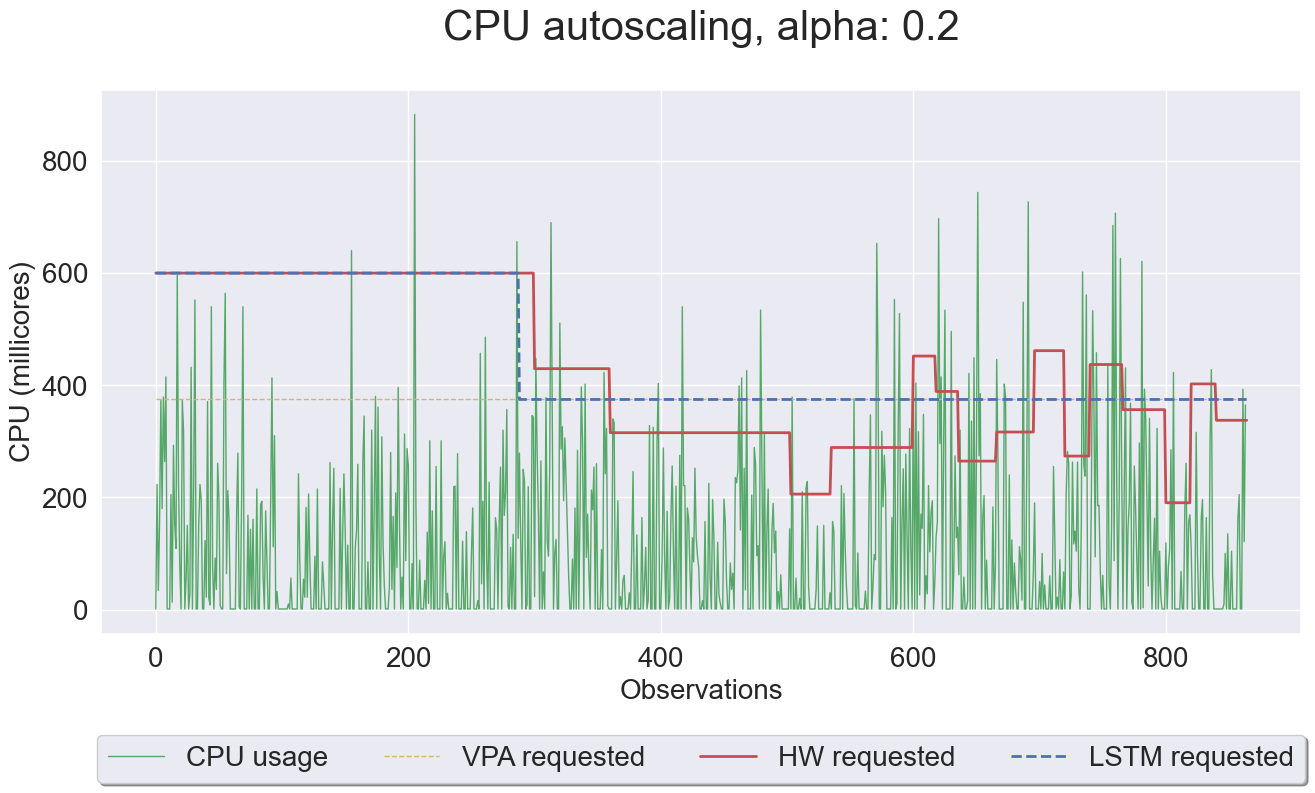 CPU autoscaling, alpha: 0.2
CPU (millicores)
800
600
400
200
0
0 200 400 600 800
Observations
CPU usage VPA requested HW requested LSTM requested